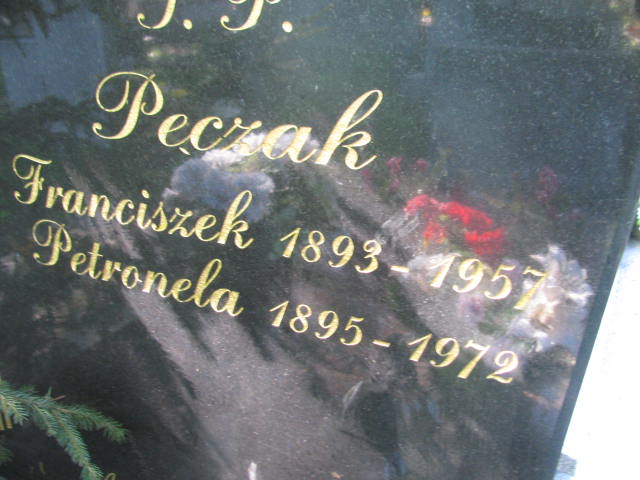 Ś. P.
Pęczak
Franciszek 1893 - 1957
Petronela 1895 - 1972